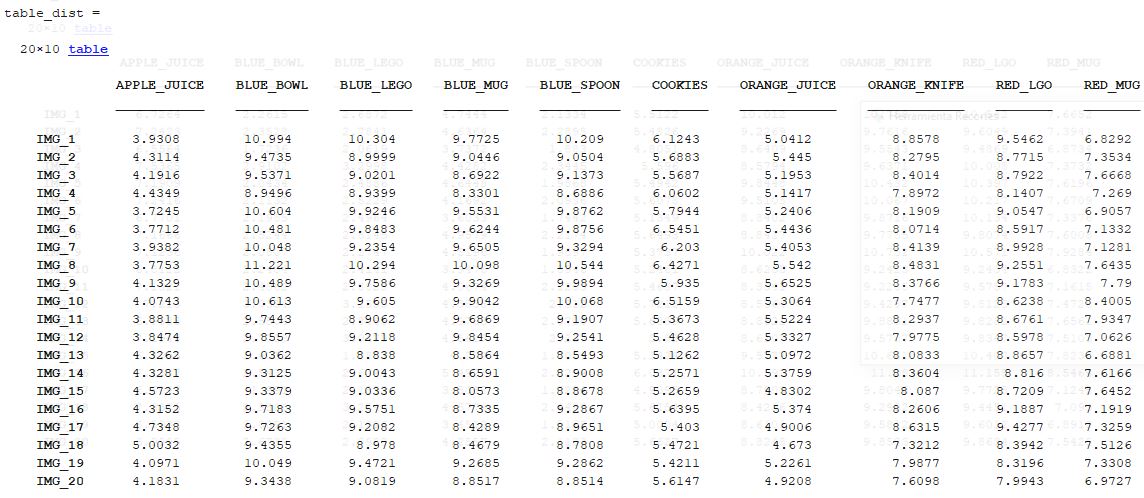 table_dist =
20×10 table
APPLE_JUICE BLUE_BOWL BLUE_LEGO BLUE_MUG BLUE_SPOON COOKIES ORANGE_JUICE ORANGE_KNIFE RED_LGO RED_MUG
IMG_1 3.9308 10.994 10.304 9.7725 10.209 6.1243 5.0412 8.8578 9.5462 6.8292
IMG_2 4.3114 9.4735 8.9999 9.0446 9.0504 5.6883 5.445 8.2795 8.7715 7.3534
IMG_3 4.1916 9.5371 9.0201 8.6922 9.1373 5.5687 5.1953 8.4014 8.7922 7.6668
IMG_4 4.4349 8.9496 8.9399 8.3301 8.6886 6.0602 5.1417 7.8972 8.1407 7.269
IMG_5 3.7245 10.604 9.9246 9.5531 9.8762 5.7944 5.2406 8.1909 9.0547 6.9057
IMG_6 3.7712 10.481 9.8483 9.6244 9.8756 6.5451 5.4436 8.0714 8.5917 7.1332
IMG_7 3.9382 10.048 9.2354 9.6505 9.3294 6.203 5.4053 8.4139 8.9928 7.1281
IMG_8 3.7753 11.221 10.294 10.098 10.544 6.4271 5.542 8.4831 9.2551 7.6435
IMG_9 4.1329 10.489 9.7586 9.3269 9.9894 5.935 5.6525 8.3766 9.1783 7.79
IMG_10 4.0743 10.613 9.605 9.9042 10.068 6.5159 5.3064 7.7477 8.6238 8.4005
IMG_11 3.8811 9.7443 8.9062 9.6869 9.1907 5.3673 5.5224 8.2937 8.6761 7.9347
IMG_12 3.8474 9.8557 9.2118 9.8454 9.2541 5.4628 5.3327 7.9775 8.5978 7.0626
IMG_13 4.3262 9.0362 8.838 8.5864 8.5493 5.1262 5.0972 8.0833 8.8657 6.6881
IMG_14 4.3281 9.3125 9.0043 8.6591 8.9008 5.2571 5.3759 8.3604 8.816 7.6166
IMG_15 4.5723 9.3379 9.0336 8.0573 8.8678 5.2659 4.8302 8.087 8.7209 7.6452
IMG_16 4.3152 9.7183 9.5751 8.7335 9.2867 5.6395 5.374 8.2606 9.1887 7.1919
IMG_17 4.7348 9.7263 9.2082 8.4289 8.9651 5.403 4.9006 8.6315 9.4277 7.3259
IMG_18 5.0032 9.4355 8.978 8.4679 8.7808 5.4721 4.673 7.3212 8.3942 7.5126
IMG_19 4.0971 10.049 9.4721 9.2685 9.2862 5.4211 5.2261 7.9877 8.3196 7.3308
IMG_20 4.1831 9.3438 9.0819 8.8517 8.8514 5.6147 4.9208 7.6098 7.9943 6.9727